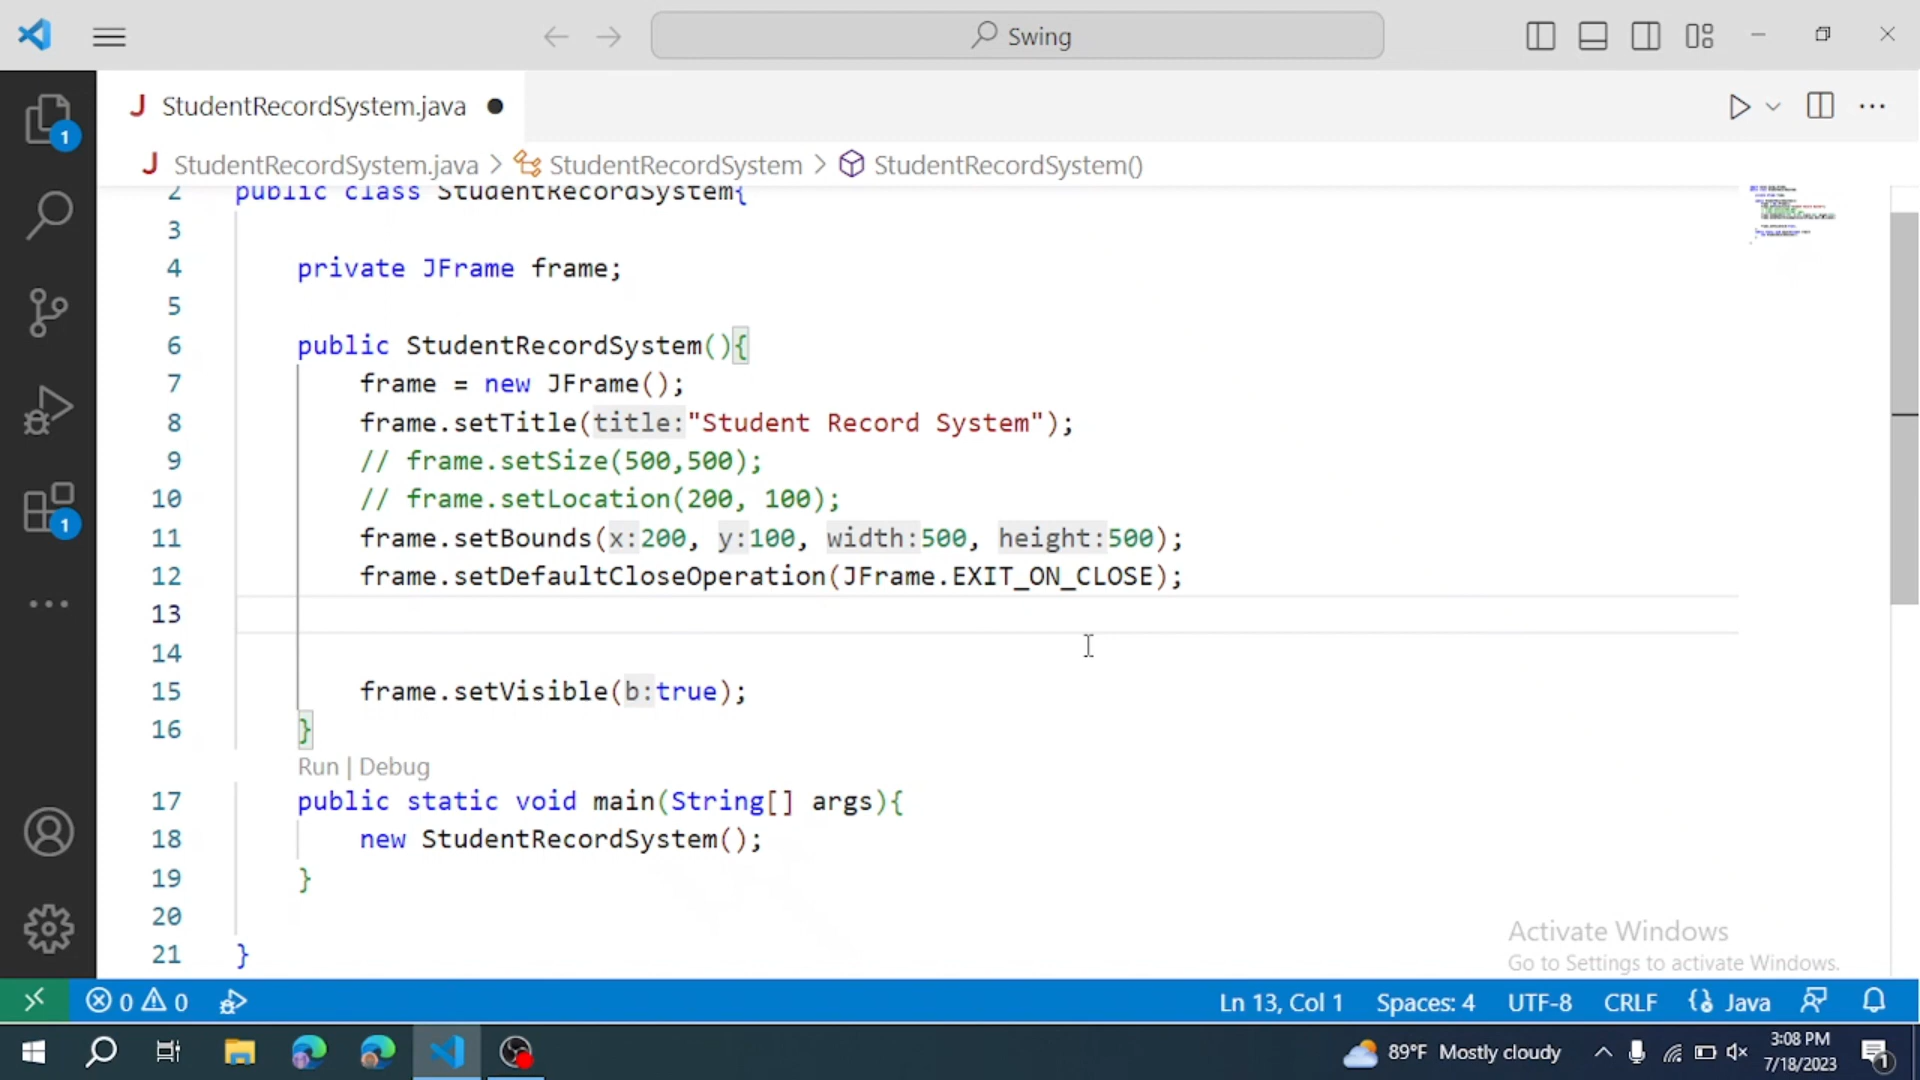 Swing
J StudentRecordSystem.java
J StudentRecordSystem.java > StudentRecordSystem > StudentRecordSystem()
1
2 public class StudentRecordSystem{
3
4 private JFrame frame;
5
6 public StudentRecordSystem(){
7 frame = new JFrame();
8 frame.setTitle(title:"Student Record System");
9 // frame.setSize(500,500);
10 // frame.setLocation(200, 100);
11 frame.setBounds(x:200, y:100, width:500, height:500);
12 frame.setDefaultCloseOperation(JFrame.EXIT_ON_CLOSE);
13
14
15 frame.setVisible(b:true);
16 }
Run | Debug
17 public static void main(String[] args){
18 new StudentRecordSystem();
19 }
20
21 }
1
Activate Windows
Go to Settings to activate Windows.
0 0 Ln 13, Col 1 Spaces: 4 UTF-8 CRLF Java
89°F Mostly cloudy 3:08 PM
7/18/2023 1